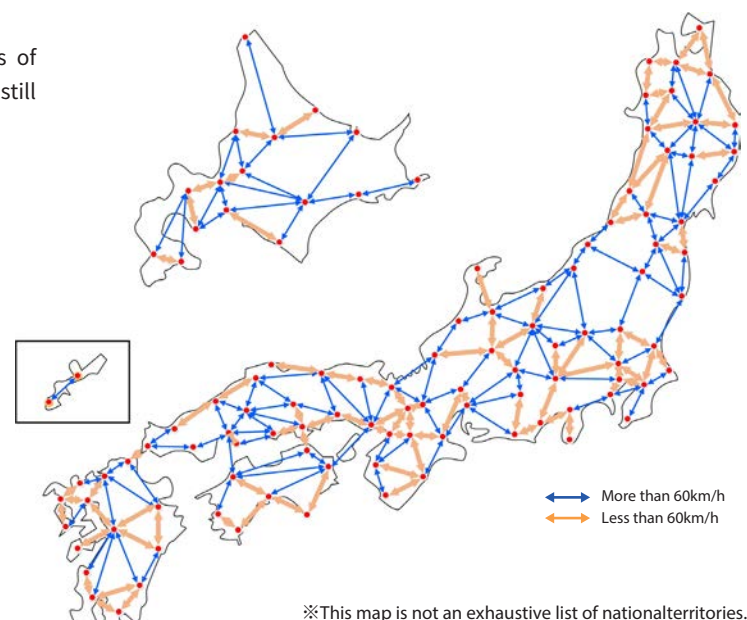 s of
still
More than 60km/h
Less than 60km/h
※This map is not an exhaustive list of nationalterritories.